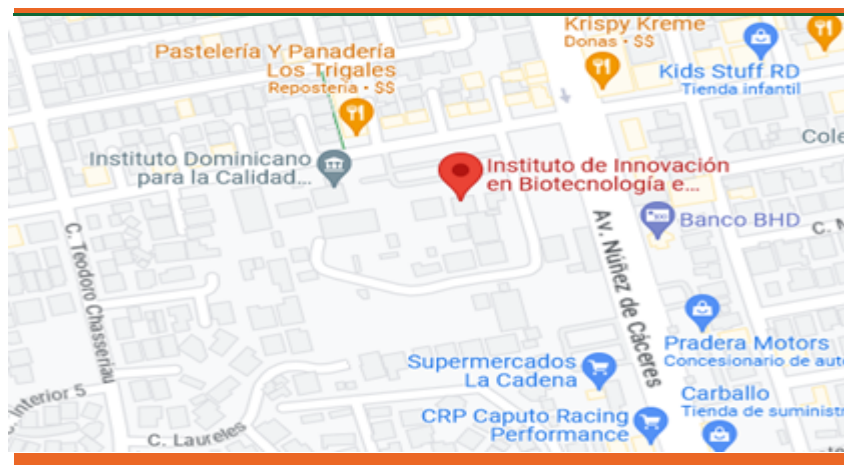 Krispy Kreme
Donas • $$
Pastelería Y Panadería
Los Trigales
Repostería • $$
Kids Stuff RD
Tienda infantil
Cole
Instituto Dominicano
para la Calidad...
Instituto de Innovación
en Biotecnología e...
Banco BHD
C. N
Av. Núñez de Cáceres
C. Teodoro Chasseriau
Pradera Motors
Concesionario de auto
Supermercados
La Cadena
Carballo
Tienda de suministr
Interior 5
CRP Caputo Racing
Performance
C. Laureles